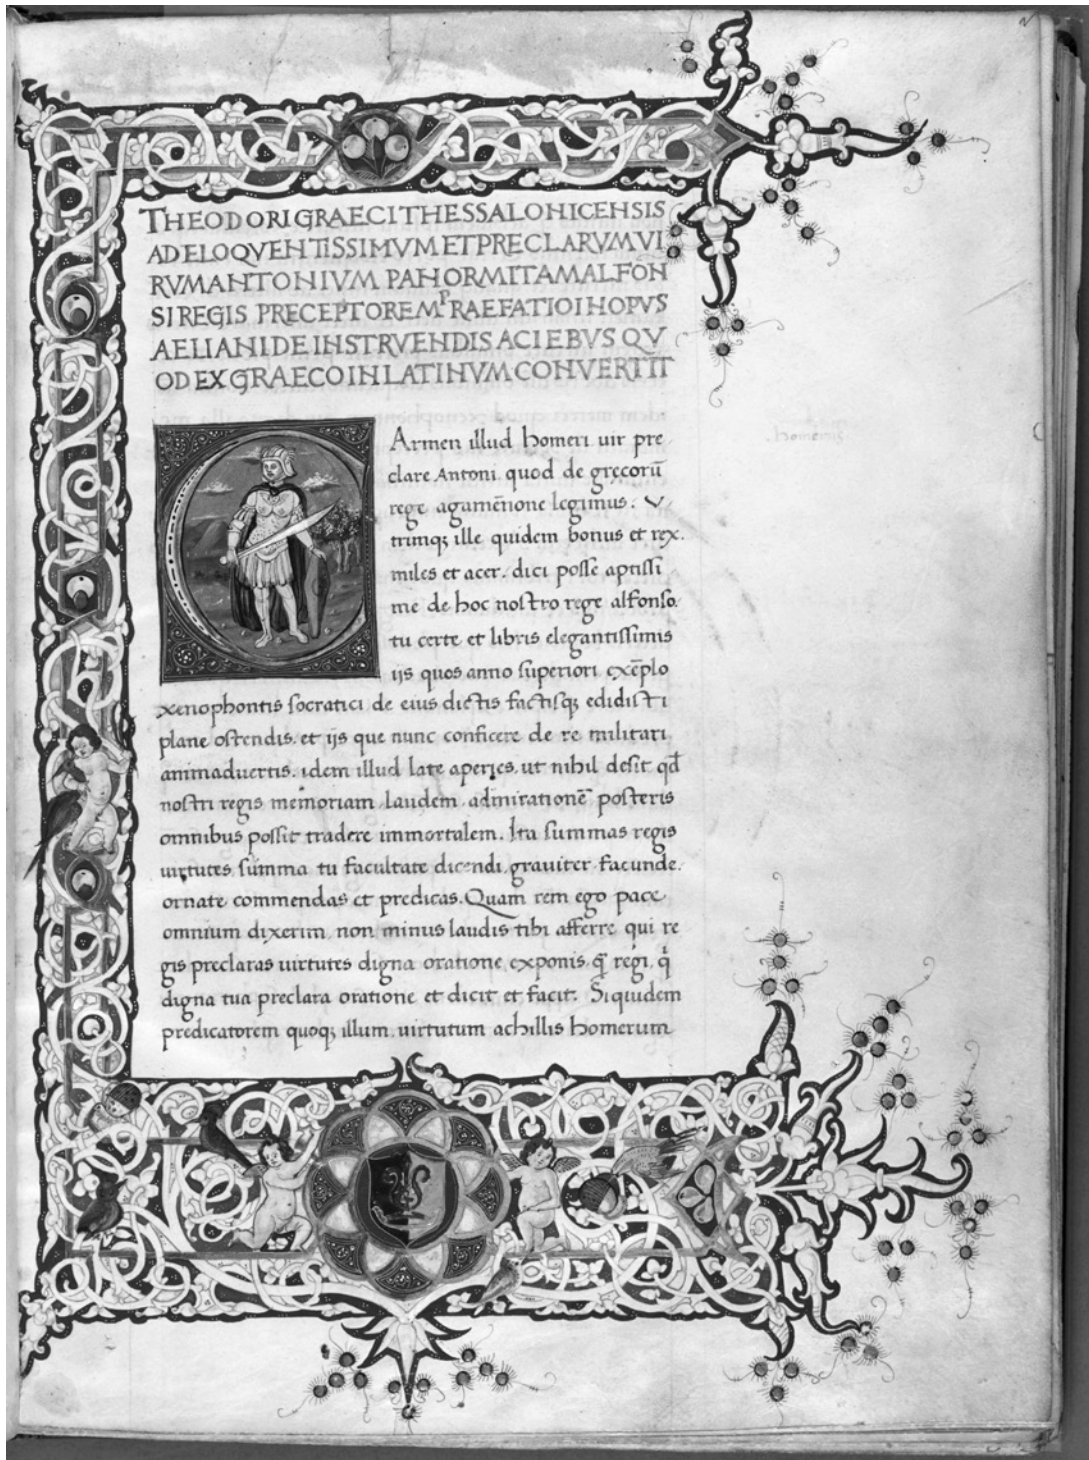 THEODORI GRAECI THESSALONICENSIS
AD ELOQVENTISSIMVM ET PRECLARVM VI
RVM ANTONIVM PANORMITAM ALFON
SI REGIS PRECEPTOREM PRAEFATIO IN OPVS
AELIANI DE INSTRVENDIS ACIEBVS QV
OD EX GRAECO IN LATINVM CONVERTIT
CArmen illud homeri uir pre
clare Antoni quod de gręcorū
rege agamēnone legimus. V
trinq; ille quidem bonus et rex.
miles et acer. dici posse aptissi
me de hoc nostro rege alfonso.
tu certe et libris elegantissimis
ijs quos anno superiori exēplo
xenophontis socratici de eius dictis factisq; edidisti
plane ostendis. et ijs que nunc conficere de re militari
animaduertis. idem illud late aperies. ut nihil desit qđ
nostri regis memoriam laudem admirationē posteris
omnibus possit tradere immortalem. Ita summas regis
uirtutes summa tu facultate dicendi grauiter facunde.
ornate commendas et predicas. Quam rem ego pace
omnium dixerim non minus laudis tibi afferre qui re
gis preclaras uirtutes digna oratione exponis. q̄ regi. q̄
digna tua preclara oratione et dicit et facit. Siquidem
predicatorem quoq; illum uirtutum achillis homerum